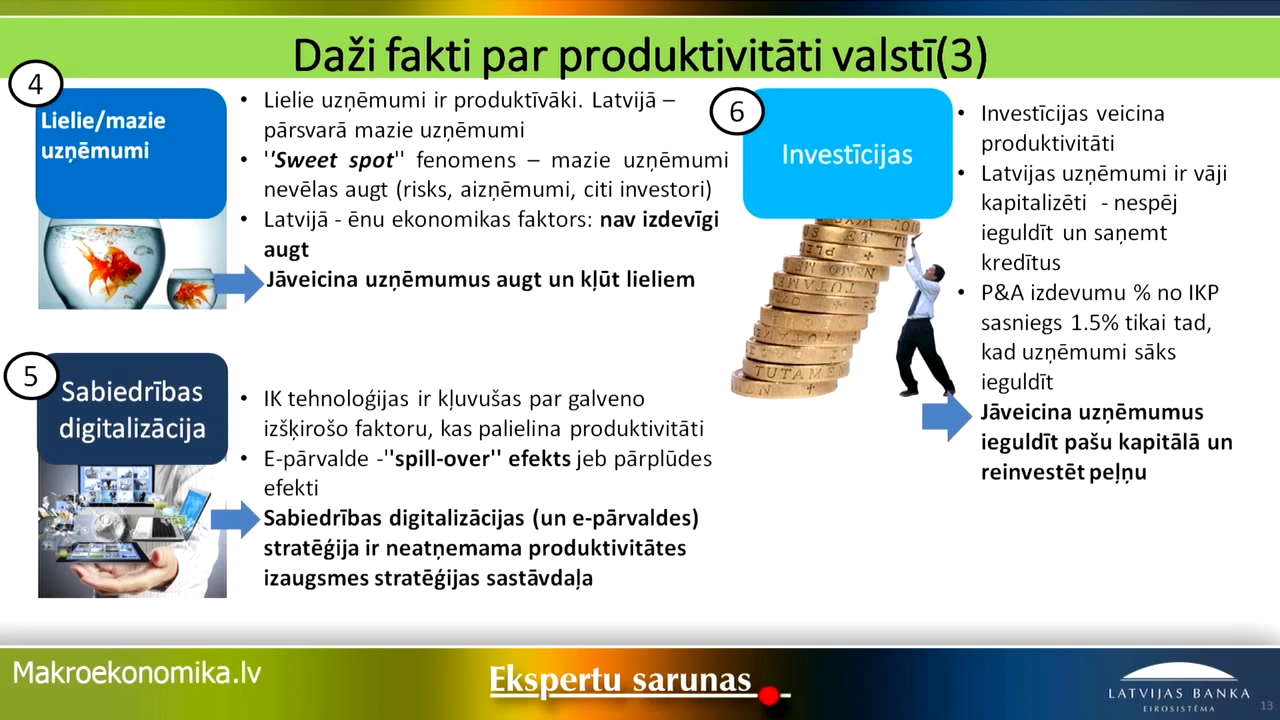 Daži fakti par produktivitāti valstī(3)
4
Lielie/mazie
uzņēmumi
• Lielie uzņēmumi ir produktīvāki. Latvijā –
pārsvarā mazie uzņēmumi
• ''Sweet spot'' fenomens – mazie uzņēmumi
nevēlas augt (risks, aizņēmumi, citi investori)
• Latvijā - ēnu ekonomikas faktors: nav izdevīgi
augt
Jāveicina uzņēmumus augt un kļūt lieliem
5
Sabiedrības
digitalizācija
• IK tehnoloģijas ir kļuvušas par galveno
izšķirošo faktoru, kas palielina produktivitāti
• E-pārvalde -''spill-over'' efekts jeb pārplūdes
efekti
Sabiedrības digitalizācijas (un e-pārvaldes)
stratēģija ir neatņemama produktivitātes
izaugsmes stratēģijas sastāvdaļa
6
Investīcijas
• Investīcijas veicina
produktivitāti
• Latvijas uzņēmumi ir vāji
kapitalizēti - nespēj
ieguldīt un saņemt
kredītus
• P&A izdevumu % no IKP
sasniegs 1.5% tikai tad,
kad uzņēmumi sāks
ieguldīt
Jāveicina uzņēmumus
ieguldīt pašu kapitālā un
reinvestēt peļņu
TUTAMEN
Makroekonomika.lv
Ekspertu sarunas
LATVIJAS BANKA
EIROSISTĒMA
13